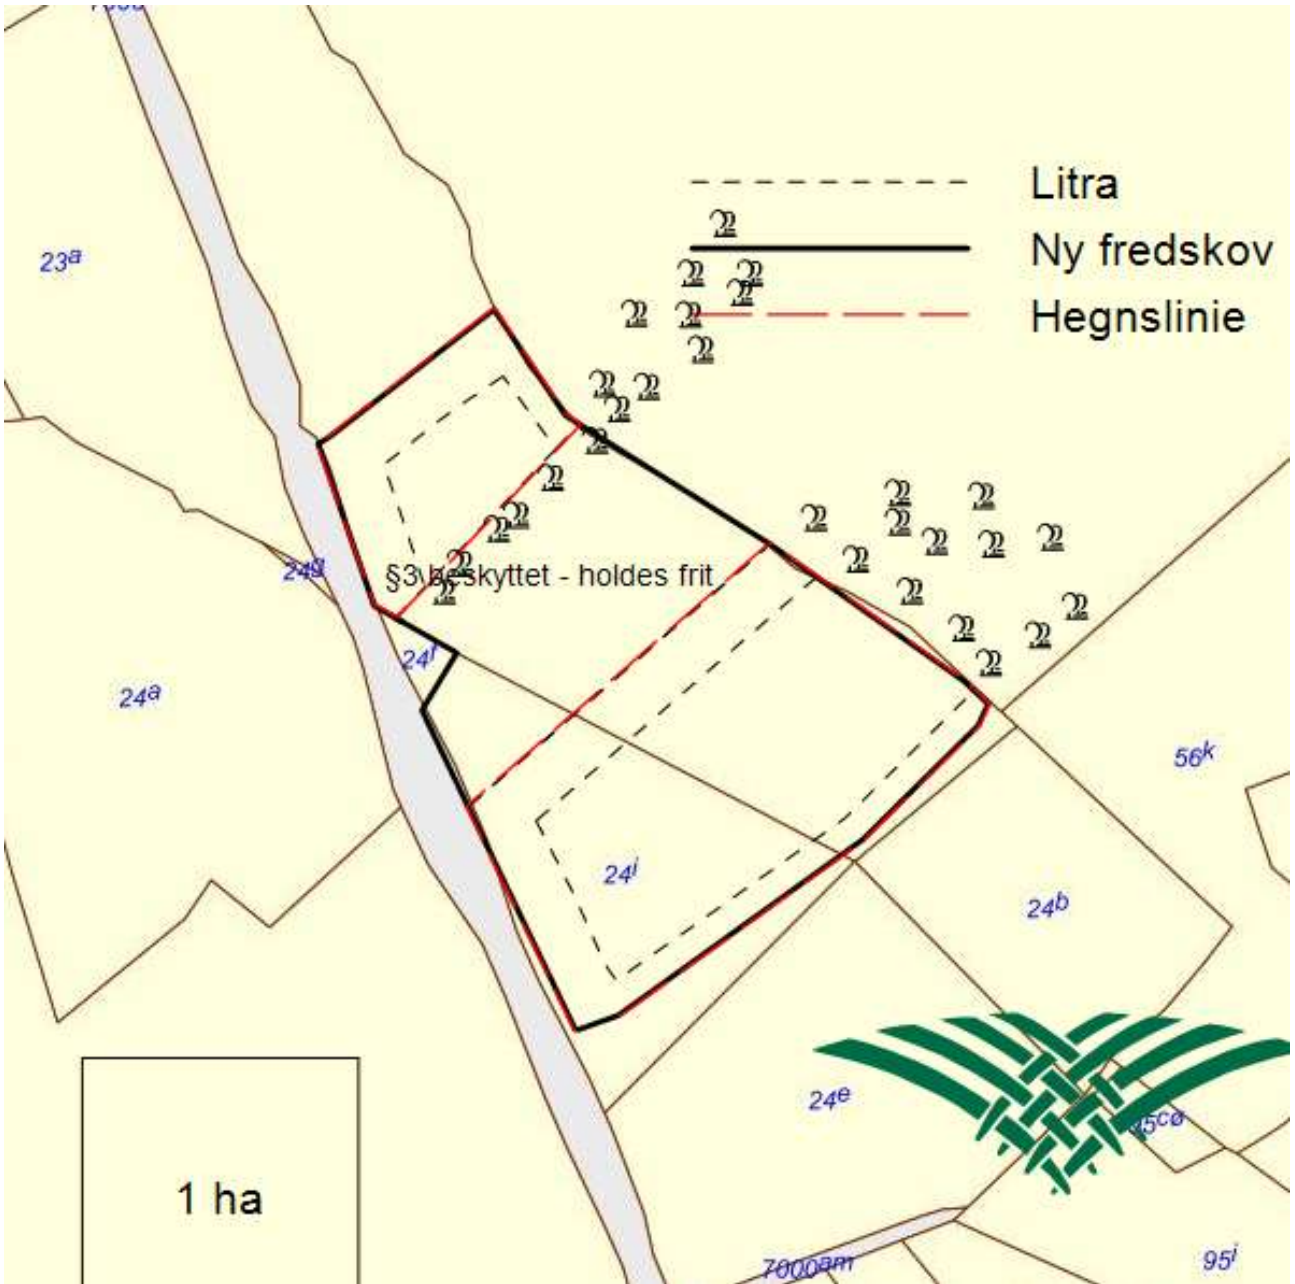 Litra
Ny fredskov
Hegnslinie
23a
24g
§3 beskyttet - holdes frit
24f
24a
56k
24i
24b
24e
1 ha
7000am
95i